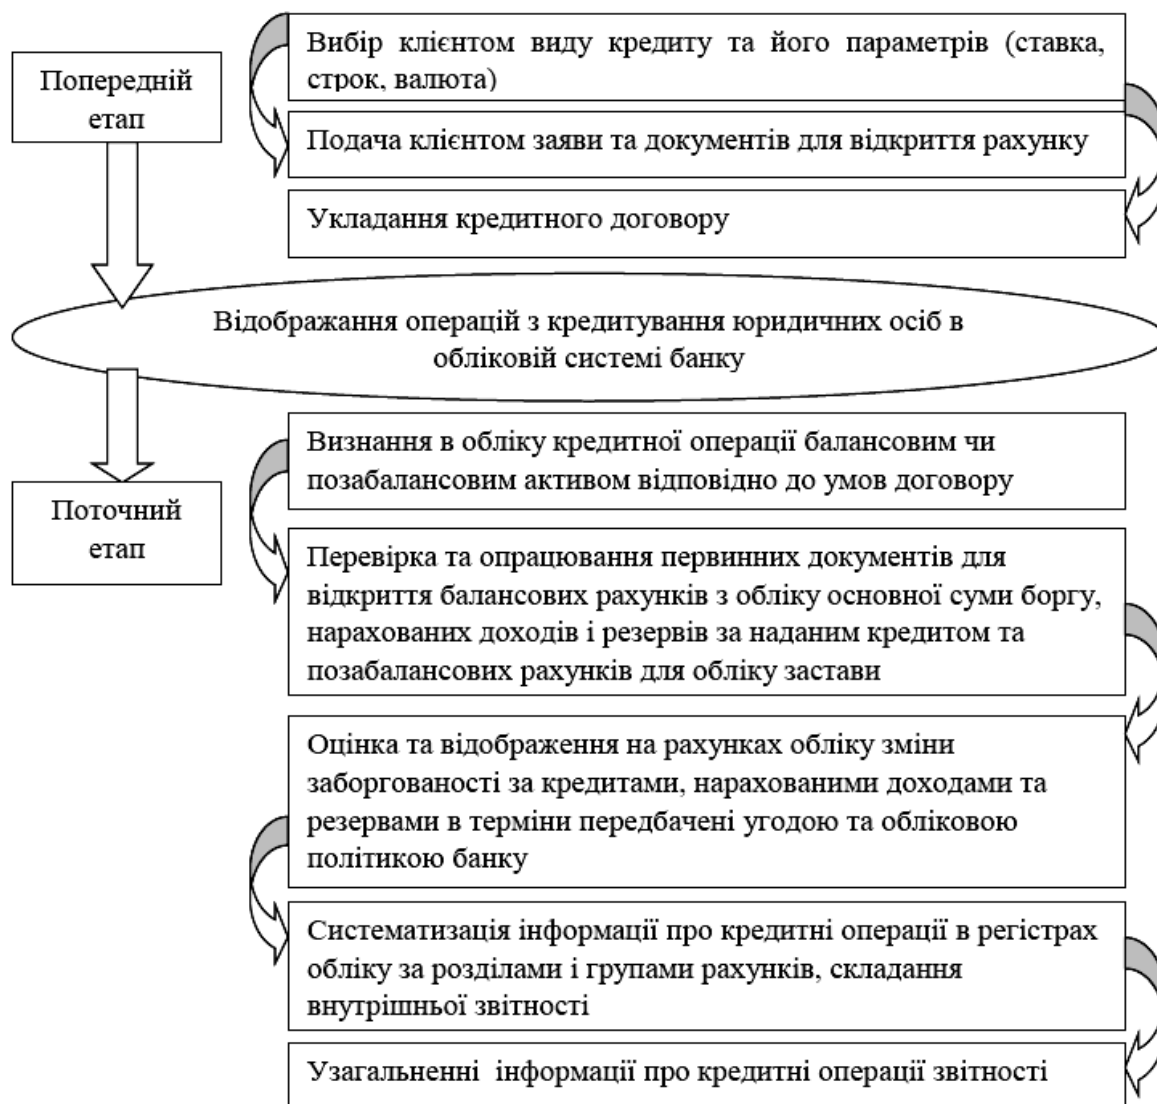 Попередній
етап
Вибір клієнтом виду кредиту та його параметрів (ставка,
строк, валюта)
Подача клієнтом заяви та документів для відкриття рахунку
Укладання кредитного договору
Відображання операцій з кредитування юридичних осіб в
обліковій системі банку
Поточний
етап
Визнання в обліку кредитної операції балансовим чи
позабалансовим активом відповідно до умов договору
Перевірка та опрацювання первинних документів для
відкриття балансових рахунків з обліку основної суми боргу,
нарахованих доходів і резервів за наданим кредитом та
позабалансових рахунків для обліку застави
Оцінка та відображення на рахунках обліку зміни
заборгованості за кредитами, нарахованими доходами та
резервами в терміни передбачені угодою та обліковою
політикою банку
Систематизація інформації про кредитні операції в регістрах
обліку за розділами і групами рахунків, складання
внутрішньої звітності
Узагальненні  інформації про кредитні операції звітності